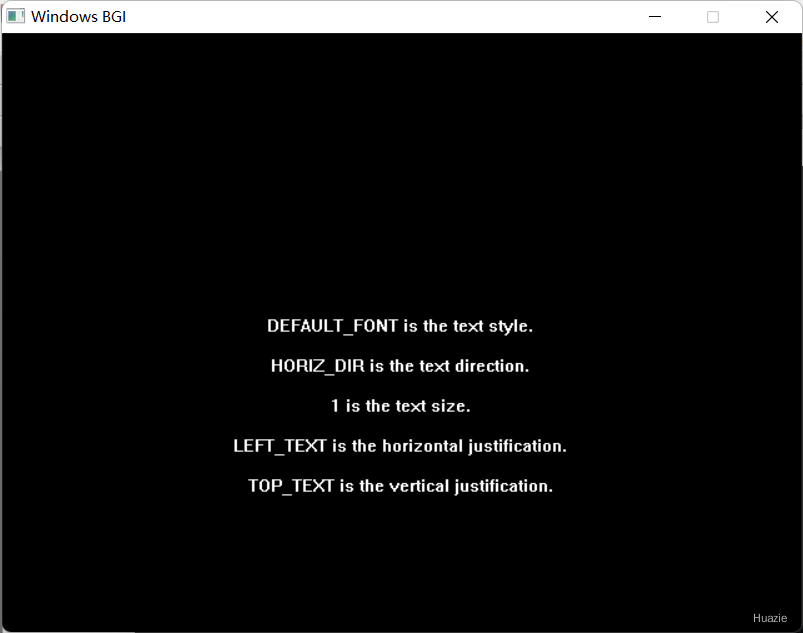 Windows BGI
DEFAULT_FONT is the text style.
HORIZ_DIR is the text direction.
1 is the text size.
LEFT_TEXT is the horizontal justification.
TOP_TEXT is the vertical justification.
Huazie